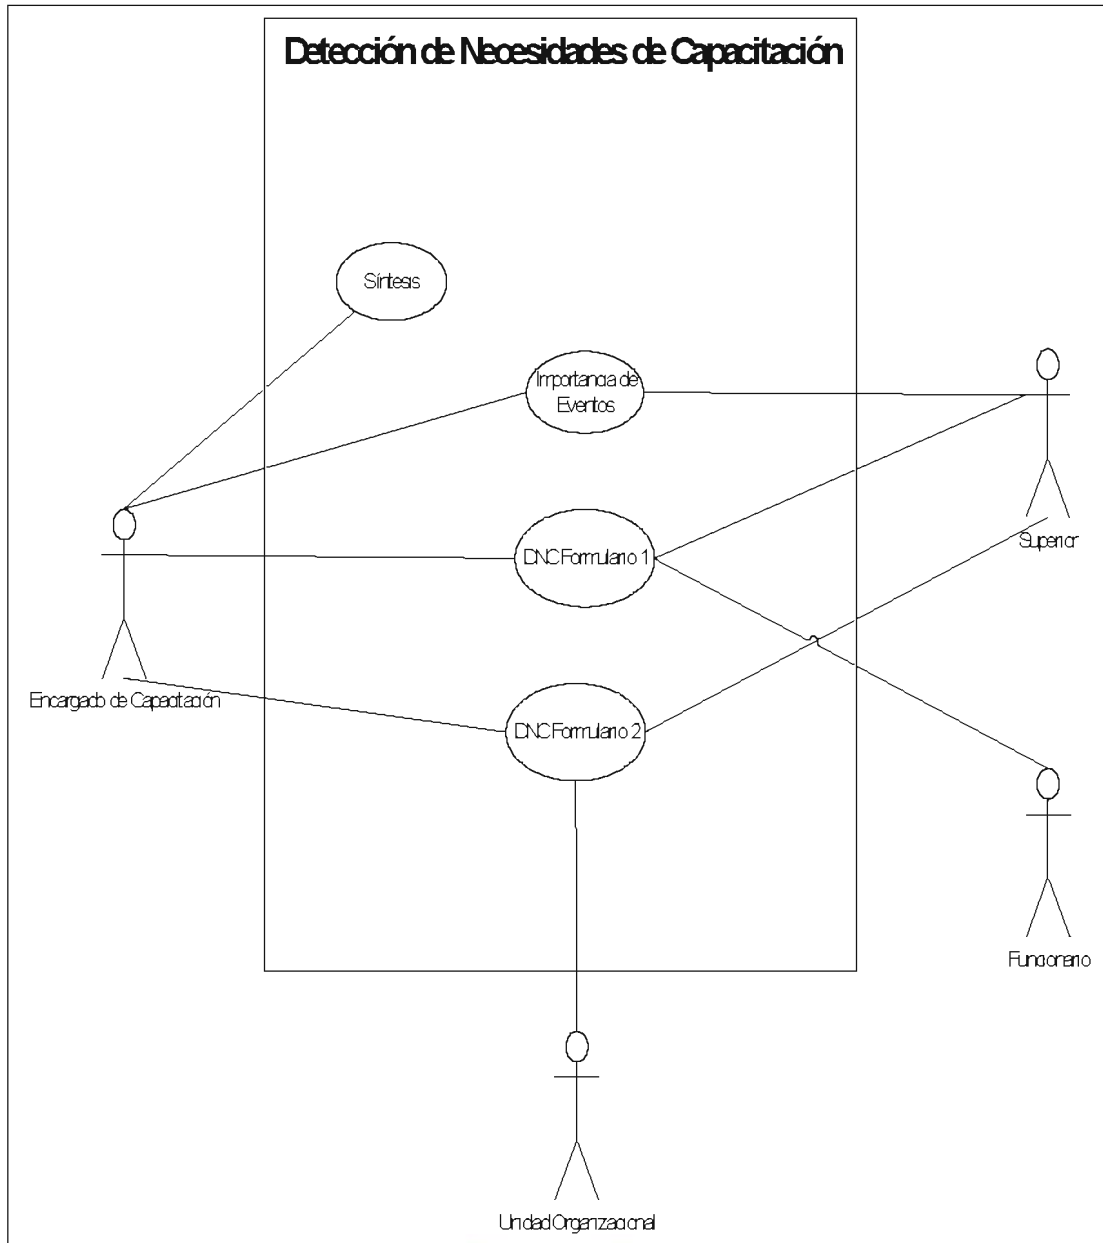 Detección de Necesidades de Capacitación
Síntesis
Importancia de
Eventos
DNC Formulario 1
Superior
Encargado de Capacitación
DNC Formulario 2
Funcionario
Unidad Organizacional